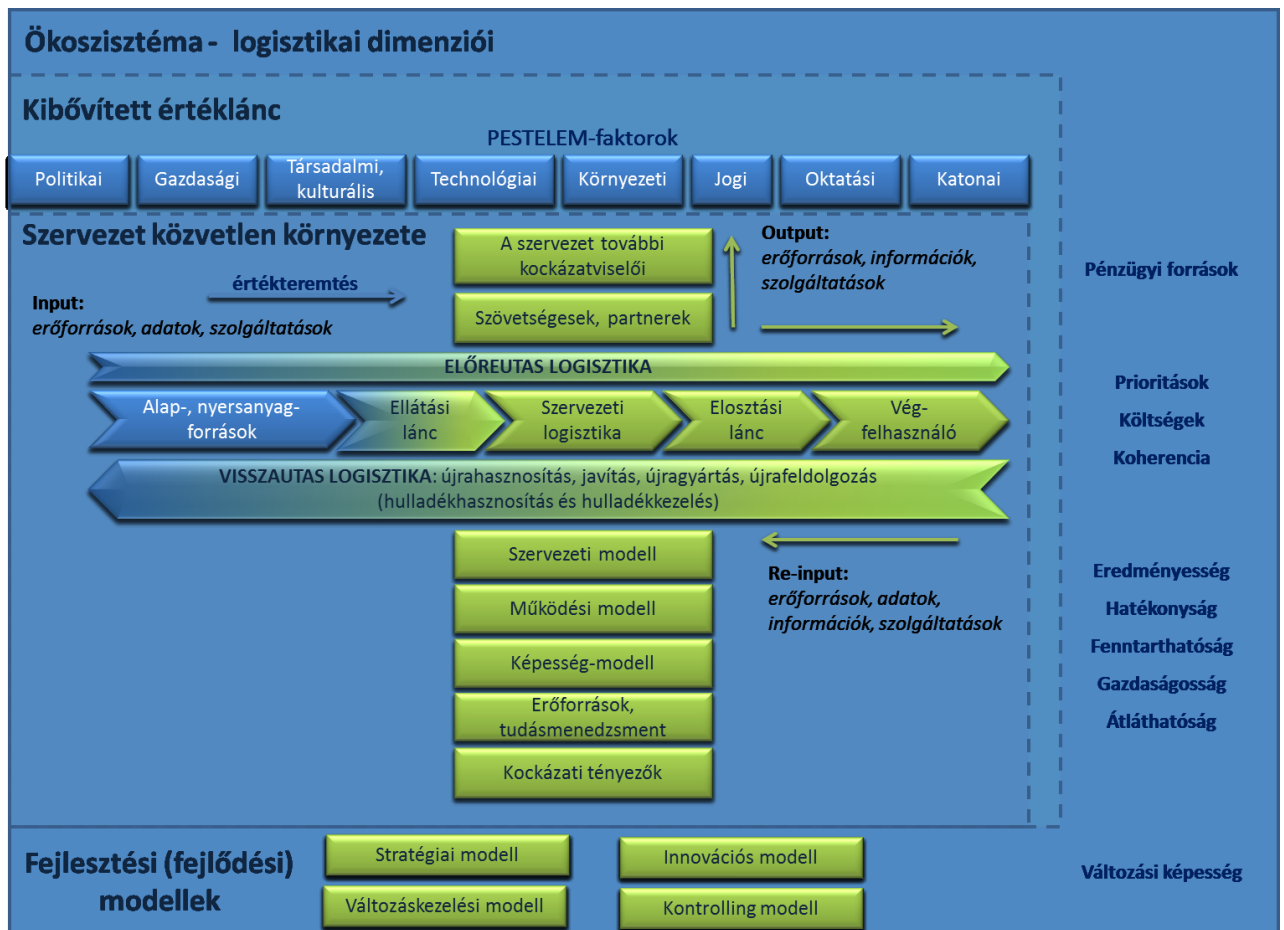 Ökoszisztéma - logisztikai dimenziói
Kibővített értéklánc
PESTELEM-faktorok
Politikai
Gazdasági
Társadalmi,
kulturális
Technológiai
Környezeti
Jogi
Oktatási
Katonai
Szervezet közvetlen környezete
A szervezet további
kockázatviselői
Szövetségesek, partnerek
Output:
erőforrások, információk,
szolgáltatások
értékteremtés
Input:
erőforrások, adatok, szolgáltatások
ELŐREUTAS LOGISZTIKA
Alap-, nyersanyag-
források
Ellátási
lánc
Szervezeti
logisztika
Elosztási
lánc
Vég-
felhasználó
VISSZAUTAS LOGISZTIKA: újrahasznosítás, javítás, újragyártás, újrafeldolgozás
(hulladékhasznosítás és hulladékkezelés)
Szervezeti modell
Működési modell
Képesség-modell
Erőforrások,
tudásmenedzsment
Kockázati tényezők
Re-input:
erőforrások, adatok,
információk, szolgáltatások
Pénzügyi források
Prioritások
Költségek
Koherencia
Eredményesség
Hatékonyság
Fenntarthatóság
Gazdaságosság
Átláthatóság
Fejlesztési (fejlődési)
modellek
Stratégiai modell
Innovációs modell
Változáskezelési modell
Kontrolling modell
Változási képesség